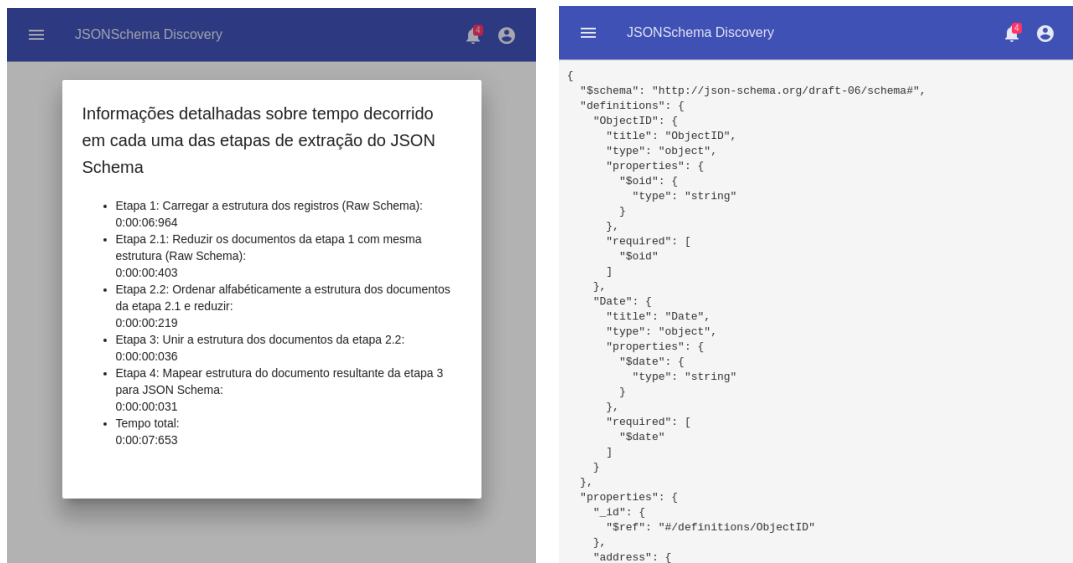 JSONSchema Discovery
4
Informações detalhadas sobre tempo decorrido
em cada uma das etapas de extração do JSON
Schema
• Etapa 1: Carregar a estrutura dos registros (Raw Schema):
0:00:06:964
• Etapa 2.1: Reduzir os documentos da etapa 1 com mesma
estrutura (Raw Schema):
0:00:00:403
• Etapa 2.2: Ordenar alfabéticamente a estrutura dos documentos
da etapa 2.1 e reduzir:
0:00:00:219
• Etapa 3: Unir a estrutura dos documentos da etapa 2.2:
0:00:00:036
• Etapa 4: Mapear estrutura do documento resultante da etapa 3
para JSON Schema:
0:00:00:031
• Tempo total:
0:00:07:653
JSONSchema Discovery
4
{
  "$schema": "http://json-schema.org/draft-06/schema#",
  "definitions": {
    "ObjectID": {
      "title": "ObjectID",
      "type": "object",
      "properties": {
        "$oid": {
          "type": "string"
        }
      },
      "required": [
        "$oid"
      ]
    },
    "Date": {
      "title": "Date",
      "type": "object",
      "properties": {
        "$date": {
          "type": "string"
        }
      },
      "required": [
        "$date"
      ]
    }
  },
  "properties": {
    "_id": {
      "$ref": "#/definitions/ObjectID"
    },
    "address": {